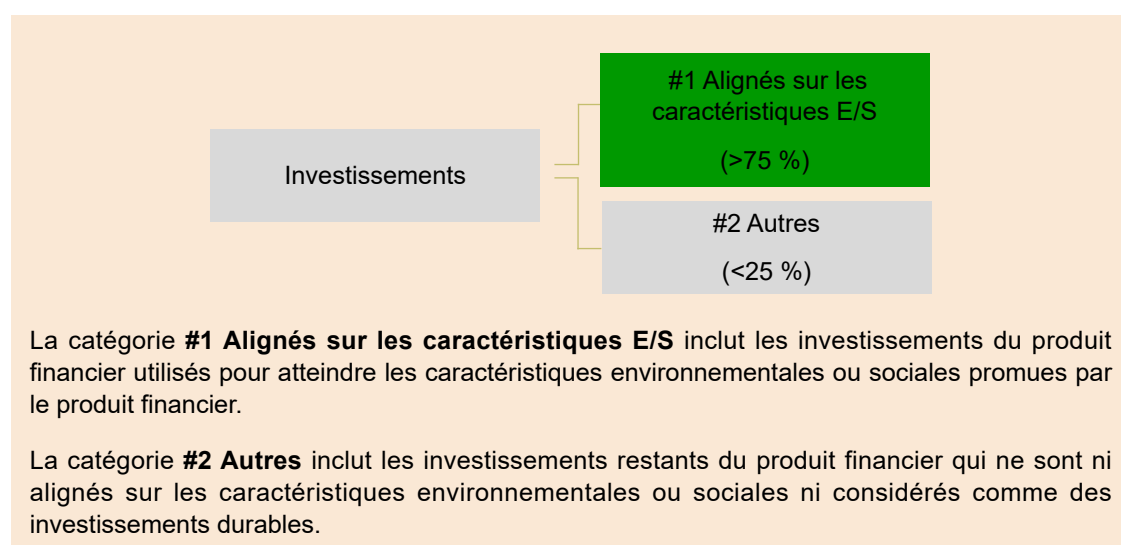 #1 Alignés sur les
caractéristiques E/S
(>75 %)
Investissements
#2 Autres
(<25 %)
La catégorie #1 Alignés sur les caractéristiques E/S inclut les investissements du produit
financier utilisés pour atteindre les caractéristiques environnementales ou sociales promues par
le produit financier.
La catégorie #2 Autres inclut les investissements restants du produit financier qui ne sont ni
alignés sur les caractéristiques environnementales ou sociales ni considérés comme des
investissements durables.